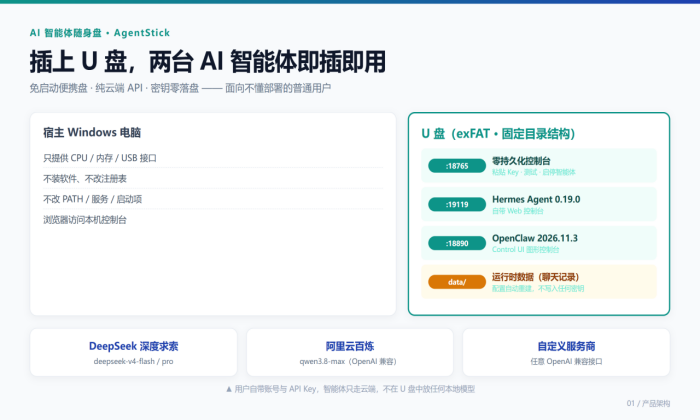 AI 智能体随身盘 · AgentStick
插上 U 盘，两台 AI 智能体即插即用
免启动便携盘 · 纯云端 API · 密钥零落盘 —— 面向不懂部署的普通用户
宿主 Windows 电脑
只提供 CPU / 内存 / USB 接口
不装软件、不改注册表
不改 PATH / 服务 / 启动项
浏览器访问本机控制台
U 盘（exFAT · 固定目录结构）
:18765
零持久化控制台
粘贴 Key · 测试 · 启停智能体
:19119
Hermes Agent 0.19.0
自带 Web 控制台
:18890
OpenClaw 2026.11.3
Control UI 图形控制台
data/
运行时数据（聊天记录）
配置自动重建，不写入任何密钥
DeepSeek 深度求索
deepseek-v4-flash / pro
阿里云百炼
qwen3.8-max（OpenAI 兼容）
自定义服务商
任意 OpenAI 兼容接口
▲ 用户自带账号与 API Key，智能体只走云端，不在 U 盘中放任何本地模型
01 / 产品架构